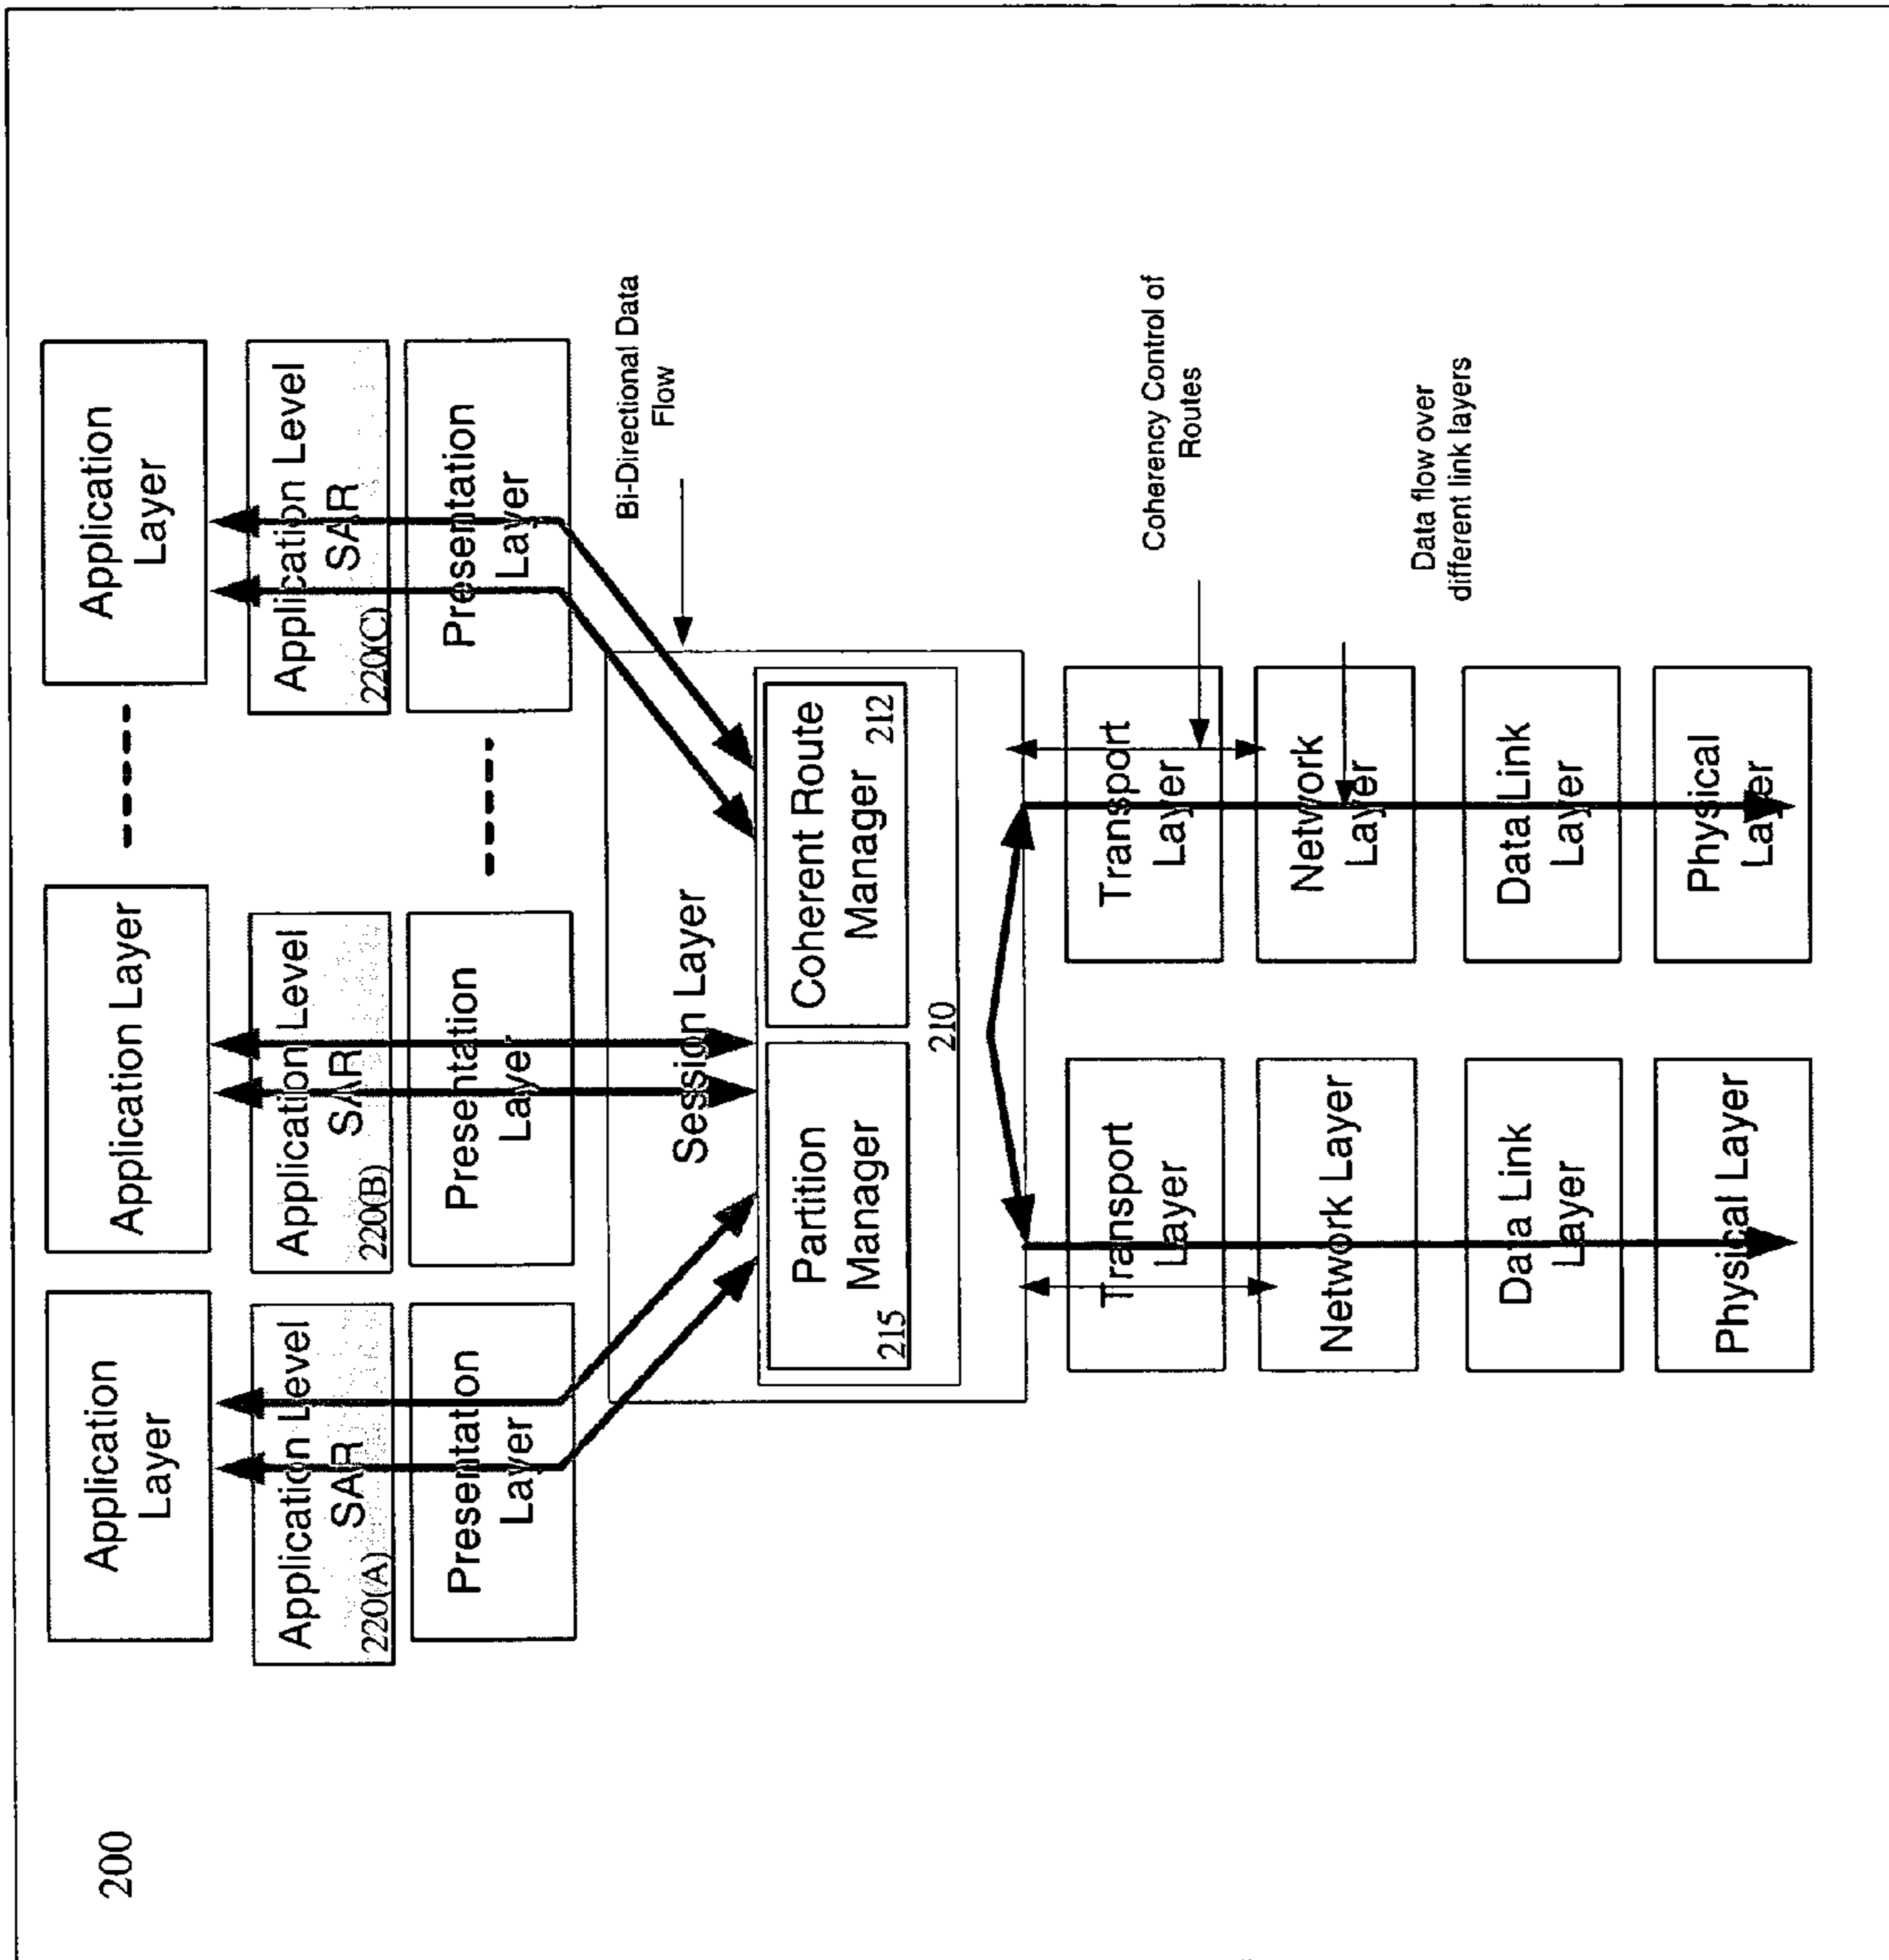 200
Application
Layer
Application Layer
Application
Layer
Application Level
SAR
220(A)
Application Level
SAR
220(B)
Application Level
SAR
220(C)
Presentation
Layer
Presentation
Layer
Presentation
Layer
Bi-Directional Data
Flow
Session Layer
Partition
Manager
215
Coherent Route
Manager
212
210
Coherency Control of
Routes
Transport
Layer
Transport
Layer
Network Layer
Network
Layer
Data flow over
different link layers
Data Link
Layer
Data Link
Layer
Physical Layer
Physical
Layer